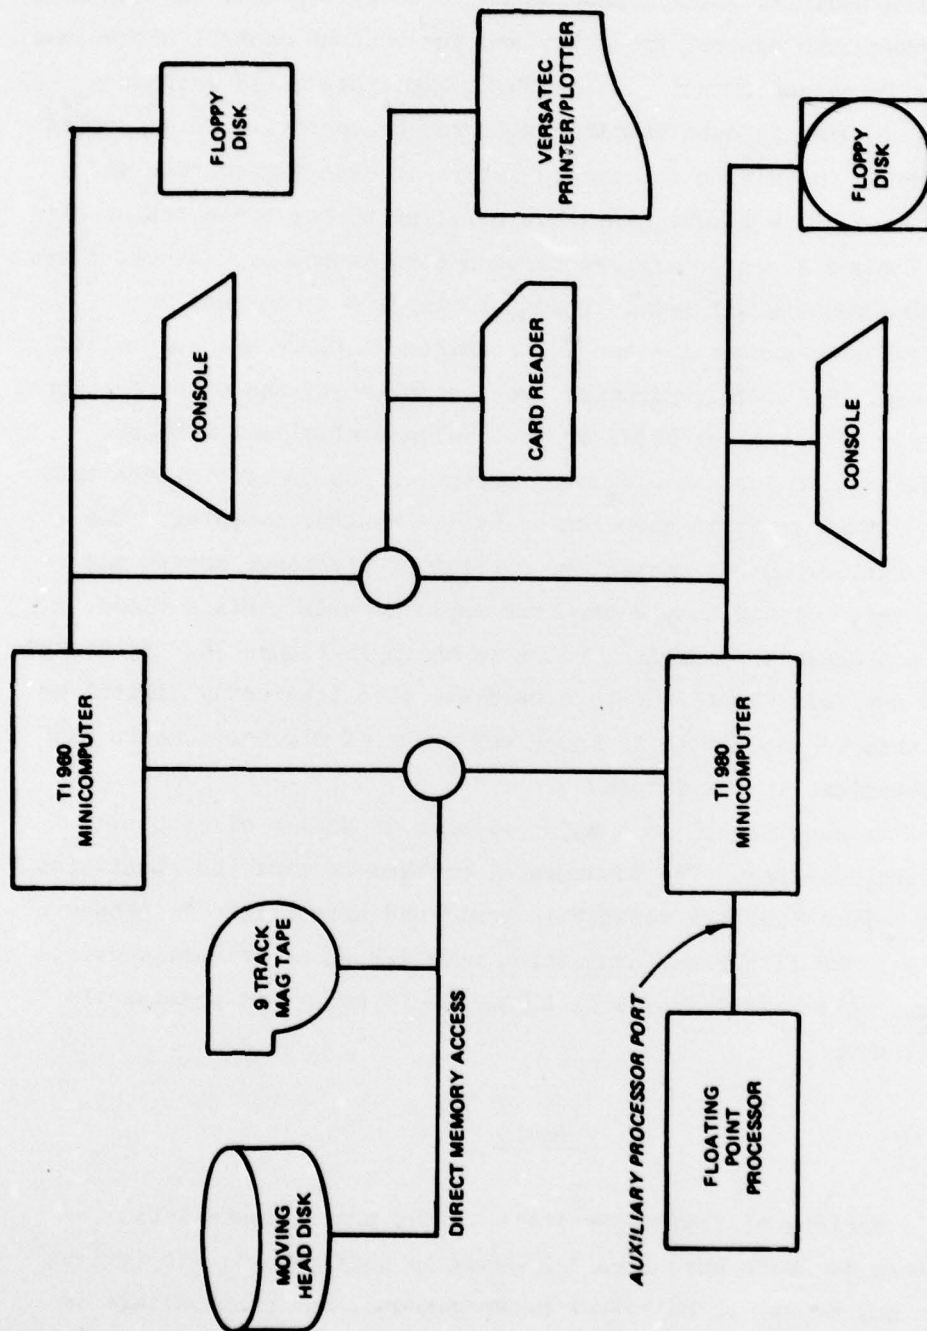 TI 960
MINICOMPUTER
MOVING
HEAD DISK
9 TRACK
MAG TAPE
CONSOLE
FLOPPY
DISK
DIRECT MEMORY ACCESS
CARD READER
VERSATEC
PRINTER/PLOTTER
AUXILIARY PROCESSOR PORT
FLOATING
POINT
PROCESSOR
TI 980
MINICOMPUTER
CONSOLE
FLOPPY
DISK